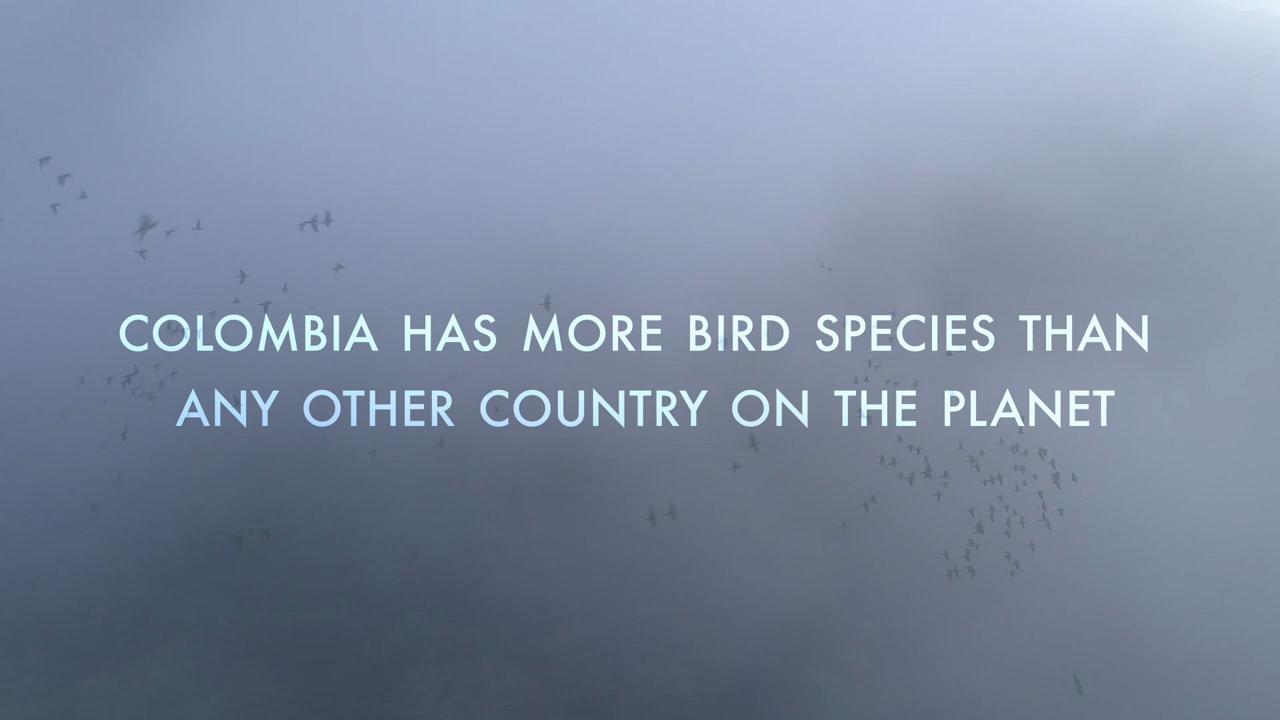 COLOMBIA HAS MORE BIRD SPECIES THAN
ANY OTHER COUNTRY ON THE PLANET